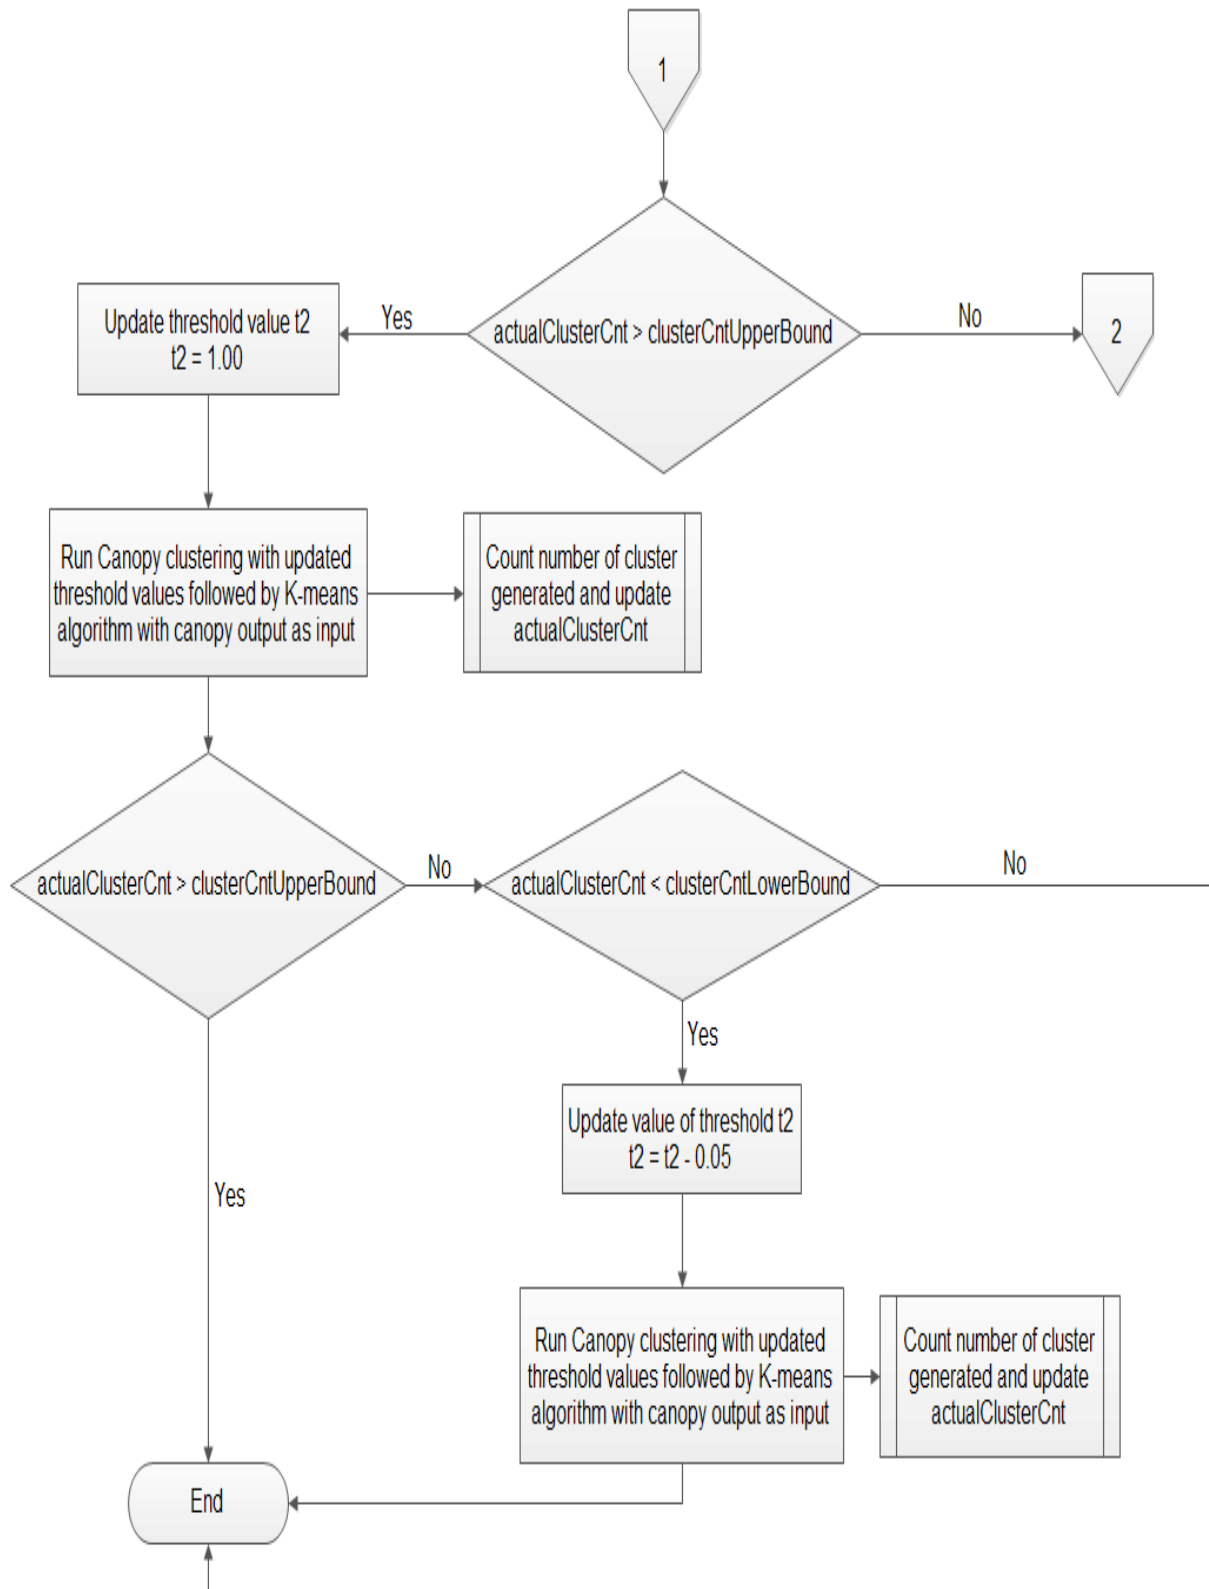 1
actualClusterCnt > clusterCntUpperBound
Yes
No
Update threshold value t2
t2 = 1.00
2
Run Canopy clustering with updated
threshold values followed by K-means
algorithm with canopy output as input
Count number of cluster
generated and update
actualClusterCnt
actualClusterCnt > clusterCntUpperBound
No
actualClusterCnt < clusterCntLowerBound
No
Yes
Update value of threshold t2
t2 = t2 - 0.05
Yes
Run Canopy clustering with updated
threshold values followed by K-means
algorithm with canopy output as input
Count number of cluster
generated and update
actualClusterCnt
End